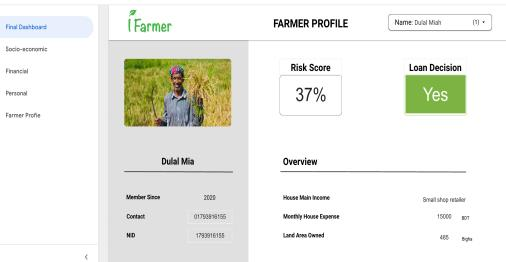 Final Dashboard
Socio-economic
Financial
Personal
Farmer Profie
iFarmer
FARMER PROFILE
Name: Dulal Miah (1)
Risk Score
37%
Loan Decision
Yes
Dulal Mia
Member Since 2020
Contact 01793916155
NID 1793916155
Overview
House Main Income Small shop retailer
Monthly House Expense 15000 BDT
Land Area Owned 465 Bigha